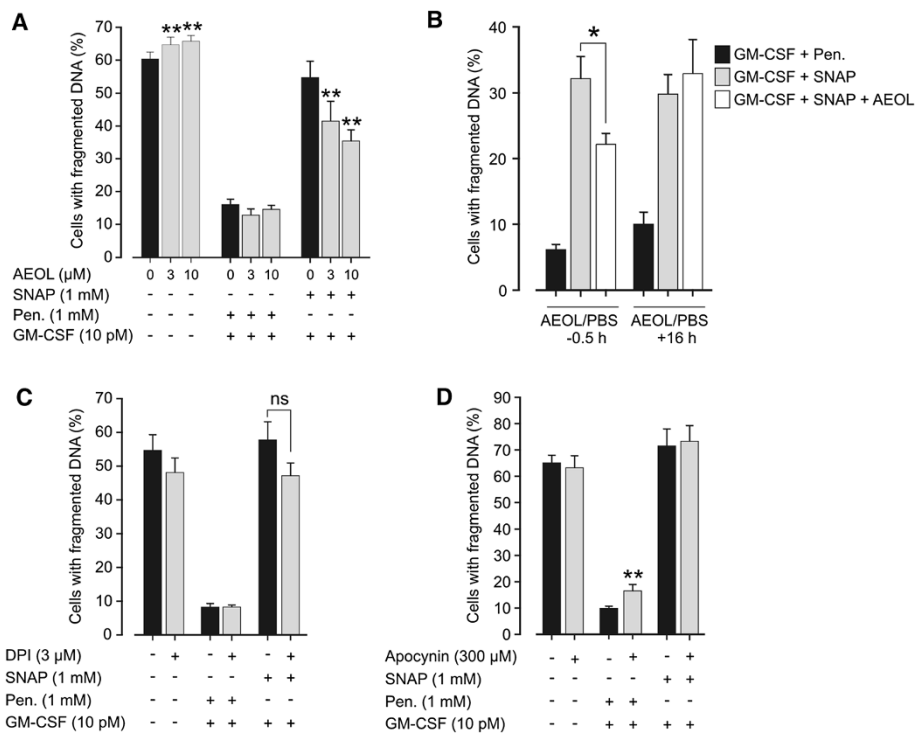 A
Cells with fragmented DNA (%)
70
60
50
40
30
20
10
0
** **
**
**
AEOL (µM) 0 3 10 0 3 10 0 3 10
SNAP (1 mM) - - - - - - + + +
Pen. (1 mM) - - - + + + - - -
GM-CSF (10 pM) - - - + + + + + +
B
Cells with fragmented DNA (%)
40
30
20
10
0
*
GM-CSF + Pen.
GM-CSF + SNAP
GM-CSF + SNAP + AEOL
AEOL/PBS AEOL/PBS
-0.5 h +16 h
C
Cells with fragmented DNA (%)
70
60
50
40
30
20
10
0
ns
DPI (3 µM) - + - + - +
SNAP (1 mM) - - - - + +
Pen. (1 mM) - - + + - -
GM-CSF (10 pM) - - + + + +
D
Cells with fragmented DNA (%)
90
80
70
60
50
40
30
20
10
0
**
Apocynin (300 µM) - + - + - +
SNAP (1 mM) - - - - + +
Pen. (1 mM) - - + + - -
GM-CSF (10 pM) - - + + + +